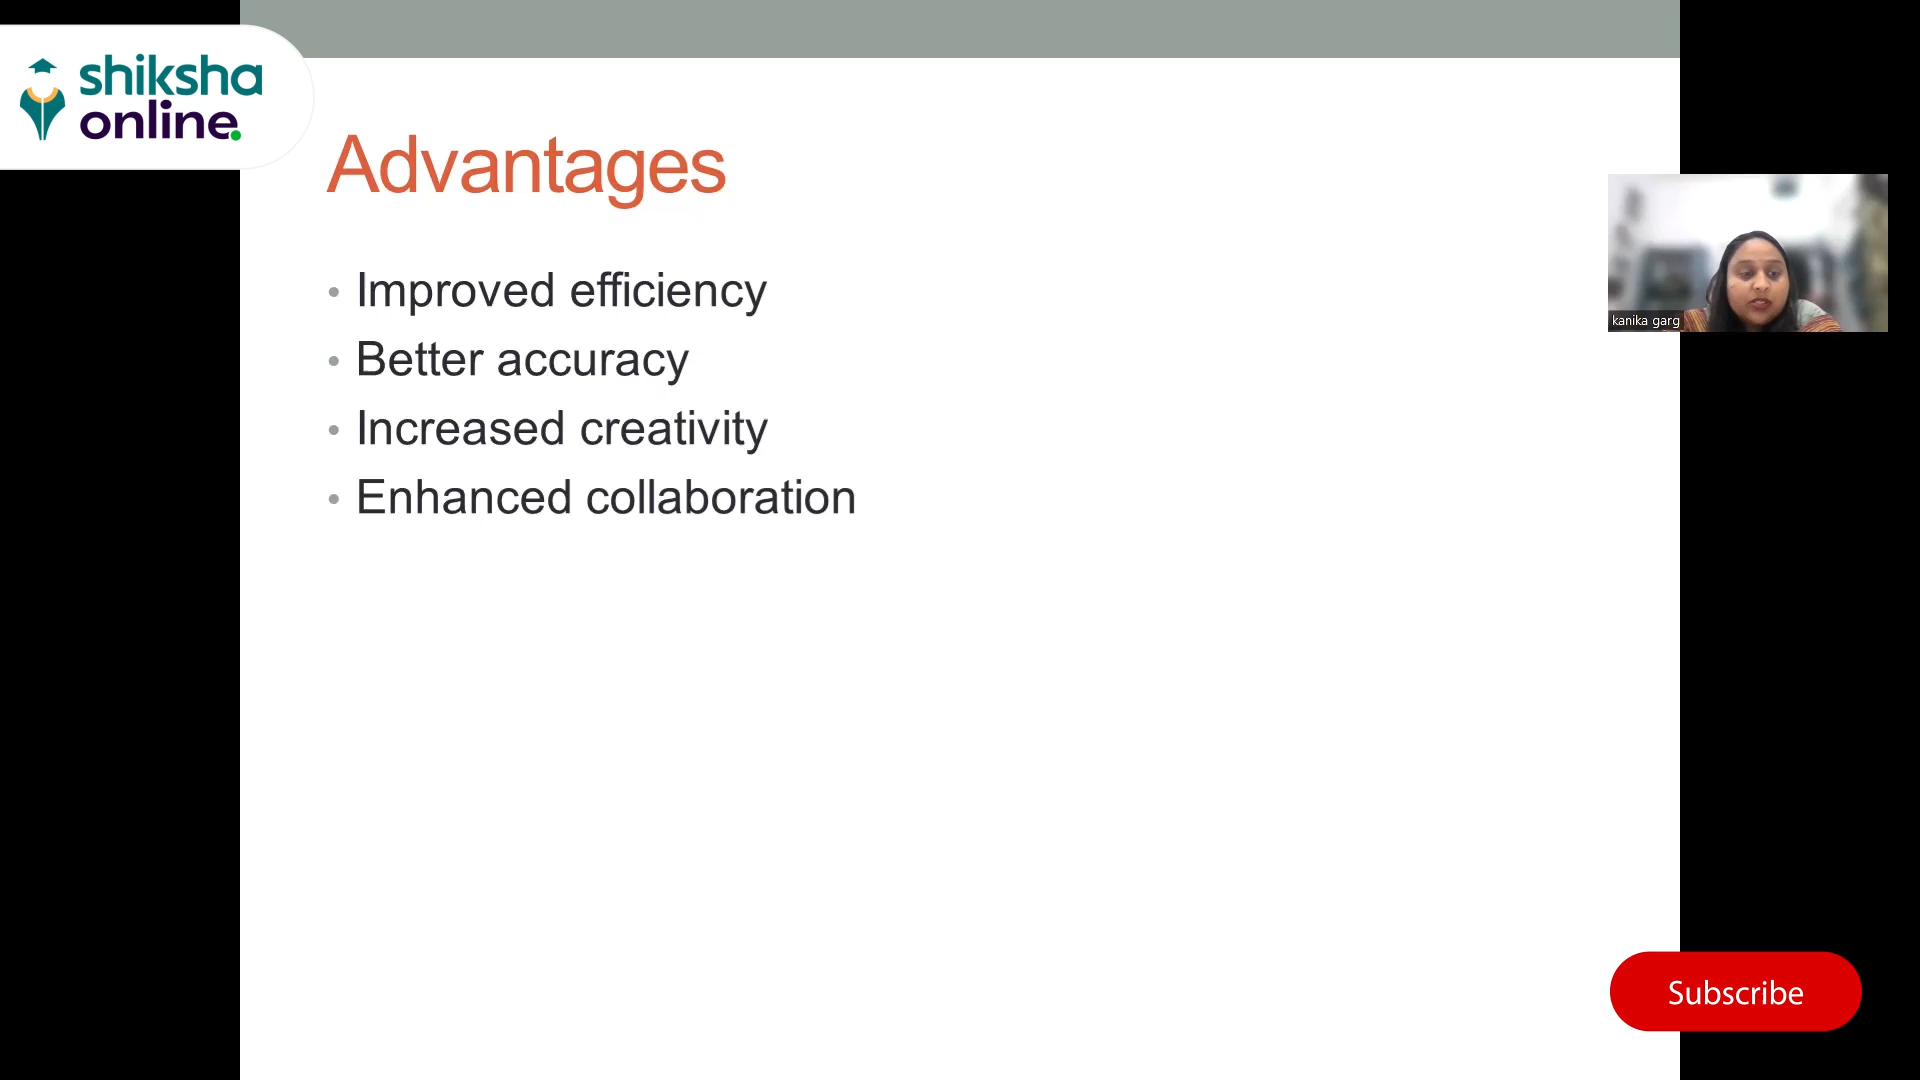 shiksha
online
Advantages
• Improved efficiency
• Better accuracy
• Increased creativity
• Enhanced collaboration
kanika garg
Subscribe